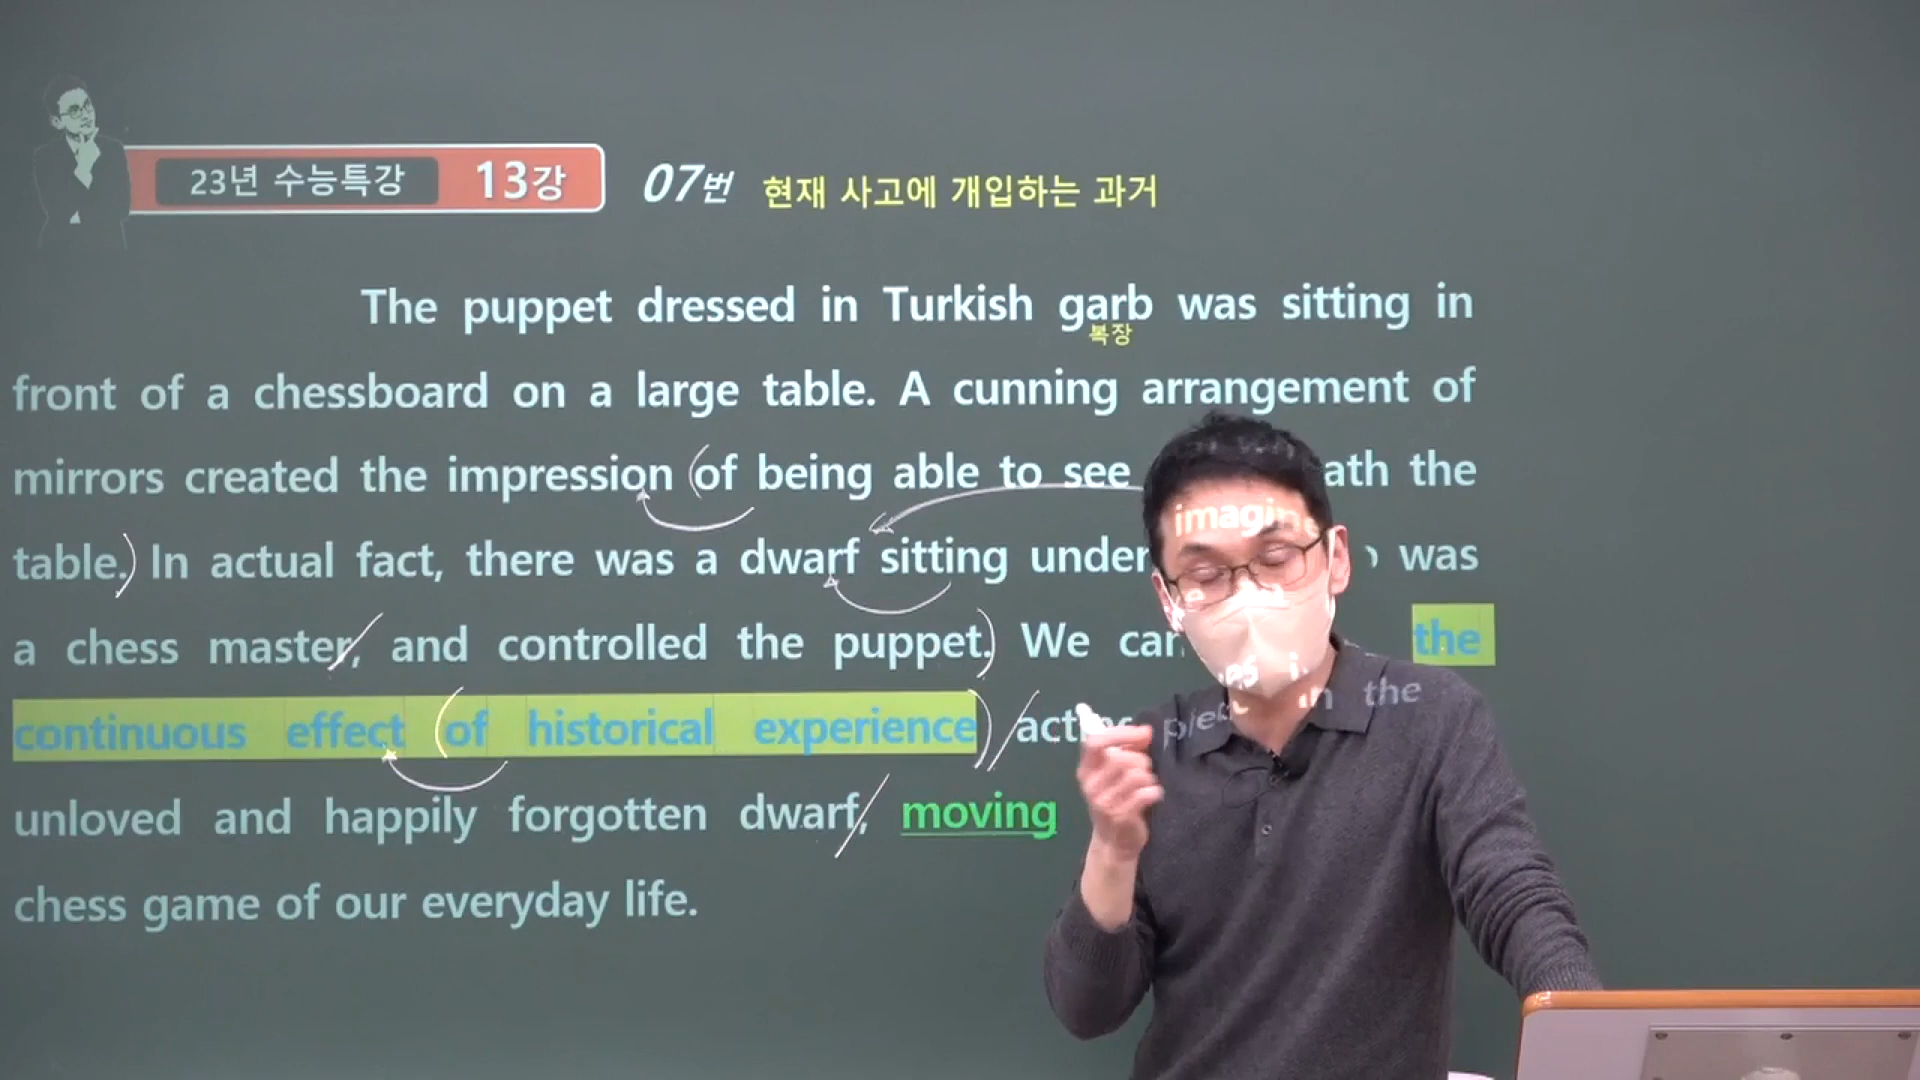 23년 수능특강 13강 07번 현재 사고에 개입하는 과거
The puppet dressed in Turkish garb was sitting in
복장
front of a chessboard on a large table. A cunning arrangement of
mirrors created the impression (of being able to see the
table.) In actual fact, there was a dwarf sitting was
a chess master, and controlled the puppet.) We imagine the
continuous effect (of historical experience)
in the
unloved and happily forgotten dwarf, moving
chess game of our everyday life.